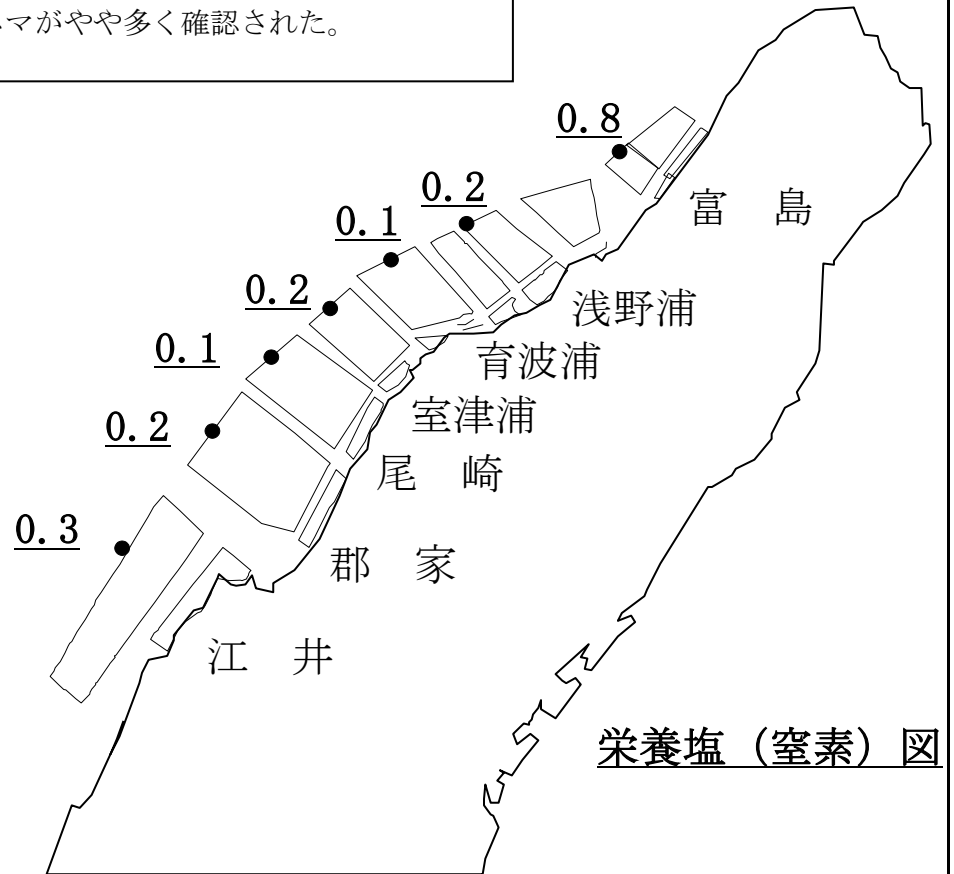 マがやや多く確認された。
0.8
0.2
0.1
0.2
0.1
0.2
0.3
富 島
浅野浦
育波浦
室津浦
尾 崎
郡 家
江 井
栄養塩（窒素）図